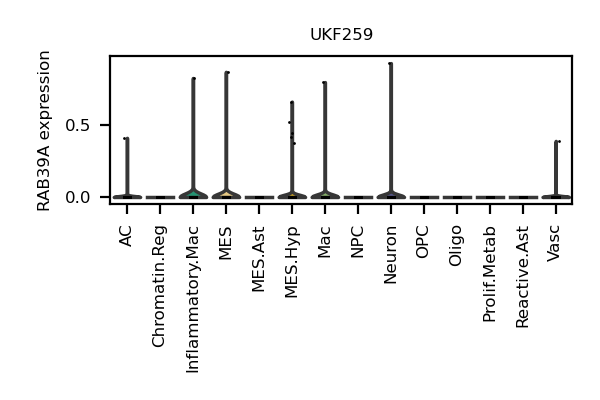 UKF259
RAB39A expression
0.5
0.0
AC
Chromatin.Reg
Inflammatory.Mac
MES
MES.Ast
MES.Hyp
Mac
NPC
Neuron
OPC
Oligo
Prolif.Metab
Reactive.Ast
Vasc